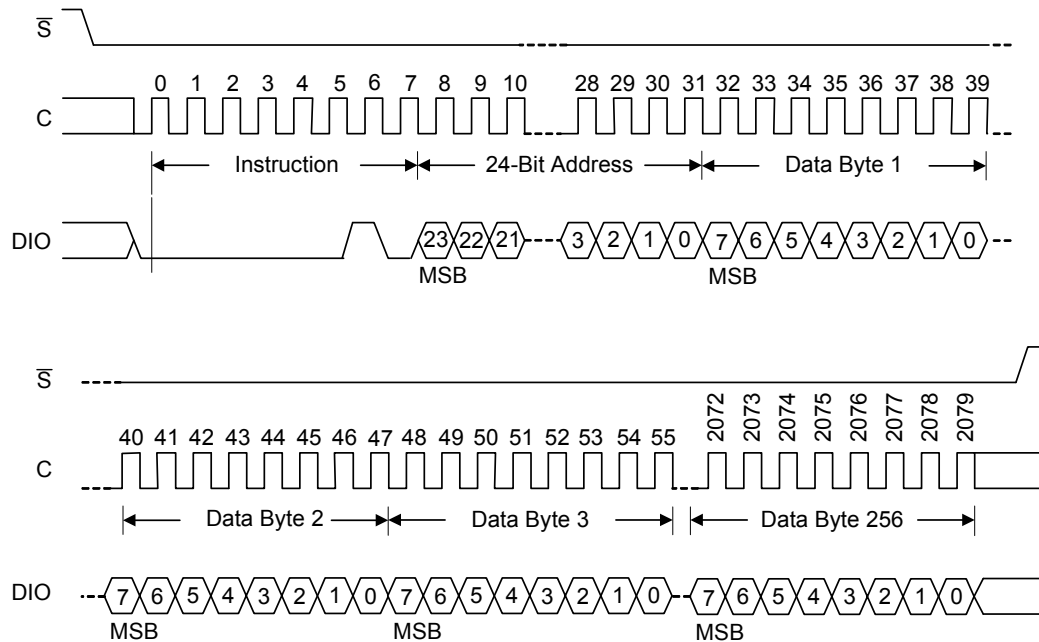 S̅
0 1 2 3 4 5 6 7 8 9 10 28 29 30 31 32 33 34 35 36 37 38 39
C
Instruction 24-Bit Address Data Byte 1
DIO 23 22 21 3 2 1 0 7 6 5 4 3 2 1 0
MSB MSB
S̅
2072 2073 2074 2075 2076 2077 2078 2079
40 41 42 43 44 45 46 47 48 49 50 51 52 53 54 55
C
Data Byte 2 Data Byte 3 Data Byte 256
DIO 7 6 5 4 3 2 1 0 7 6 5 4 3 2 1 0 7 6 5 4 3 2 1 0
MSB MSB MSB